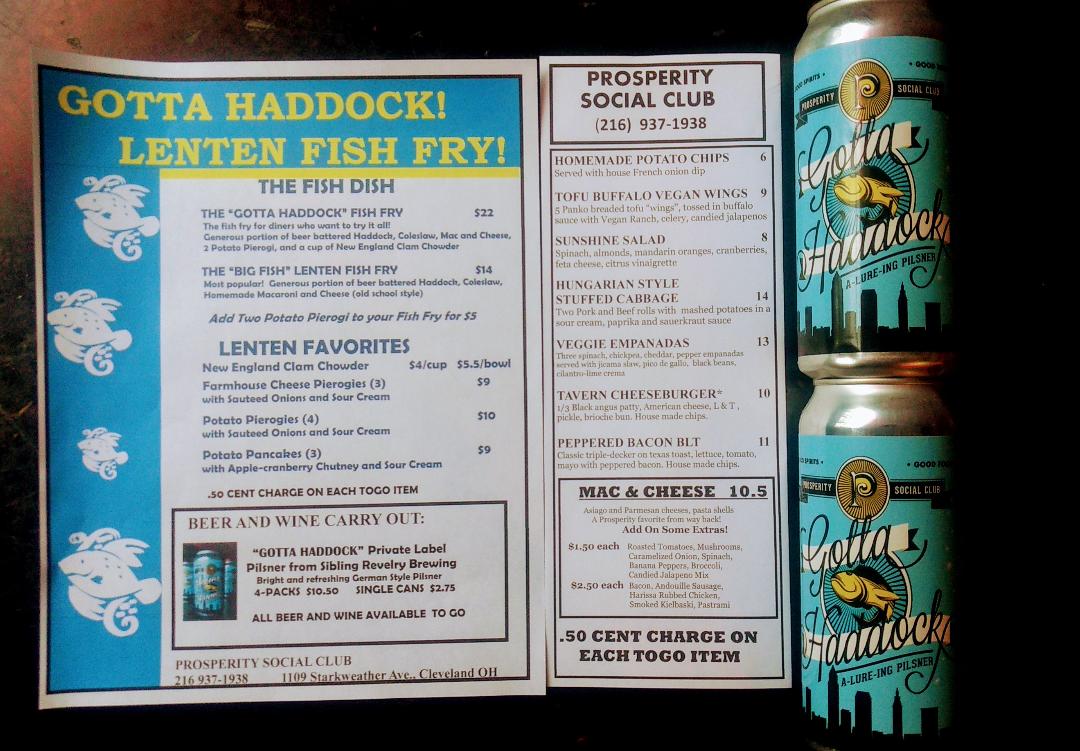 GOTTA HADDOCK!
LENTEN FISH FRY!
THE FISH DISH
THE "GOTTA HADDOCK" FISH FRY $22
The fish fry for diners who want to try it all!
Generous portion of beer battered Haddock, Coleslaw, Mac and Cheese,
2 Potato Pierogi, and a cup of New England Clam Chowder
THE "BIG FISH" LENTEN FISH FRY $14
Most popular! Generous portion of beer battered Haddock, Coleslaw,
Homemade Macaroni and Cheese (old school style)
Add Two Potato Pierogi to your Fish Fry for $5
LENTEN FAVORITES
New England Clam Chowder $4/cup $5.5/bowl
Farmhouse Cheese Pierogies (3) $9
with Sauteed Onions and Sour Cream
Potato Pierogies (4) $10
with Sauteed Onions and Sour Cream
Potato Pancakes (3) $9
with Apple-cranberry Chutney and Sour Cream
.50 CENT CHARGE ON EACH TOGO ITEM
BEER AND WINE CARRY OUT:
"GOTTA HADDOCK" Private Label
Pilsner from Sibling Revelry Brewing
Bright and refreshing German Style Pilsner
4-PACKS $10.50 SINGLE CANS $2.75
ALL BEER AND WINE AVAILABLE TO GO
PROSPERITY SOCIAL CLUB
216 937-1938 1109 Starkweather Ave., Cleveland OH
PROSPERITY
SOCIAL CLUB
(216) 937-1938
HOMEMADE POTATO CHIPS 6
Served with house French onion dip
TOFU BUFFALO VEGAN WINGS 9
5 Panko breaded tofu "wings", tossed in buffalo
sauce with Vegan Ranch, celery, candied jalapenos
SUNSHINE SALAD 8
Spinach, almonds, mandarin oranges, cranberries,
feta cheese, citrus vinaigrette
HUNGARIAN STYLE
STUFFED CABBAGE 14
Two Pork and Beef rolls with mashed potatoes in a
sour cream, paprika and sauerkraut sauce
VEGGIE EMPANADAS 13
Three spinach, chickpea, cheddar, pepper empanadas
served with jicama slaw, pico de gallo, black beans,
cilantro-lime crema
TAVERN CHEESEBURGER* 10
1/3 Black angus patty, American cheese, L & T ,
pickle, brioche bun. House made chips.
PEPPERED BACON BLT 11
Classic triple-decker on texas toast, lettuce, tomato,
mayo with peppered bacon. House made chips.
MAC & CHEESE 10.5
Asiago and Parmesan cheeses, pasta shells
A Prosperity favorite from way back!
Add On Some Extras!
$1.50 each Roasted Tomatoes, Mushrooms,
Caramelized Onion, Spinach,
Banana Peppers, Broccoli,
Candied Jalapeno Mix
$2.50 each Bacon, Andouille Sausage,
Harissa Rubbed Chicken,
Smoked Kielbaski, Pastrami
.50 CENT CHARGE ON
EACH TOGO ITEM
SPIRITS • • GOOD
PROSPERITY P SOCIAL CLUB
Gotta
Haddock
A-LURE-ING PILSNER
SPIRITS • • GOOD
PROSPERITY P SOCIAL CLUB
Gotta
Haddock
A-LURE-ING PILSNER